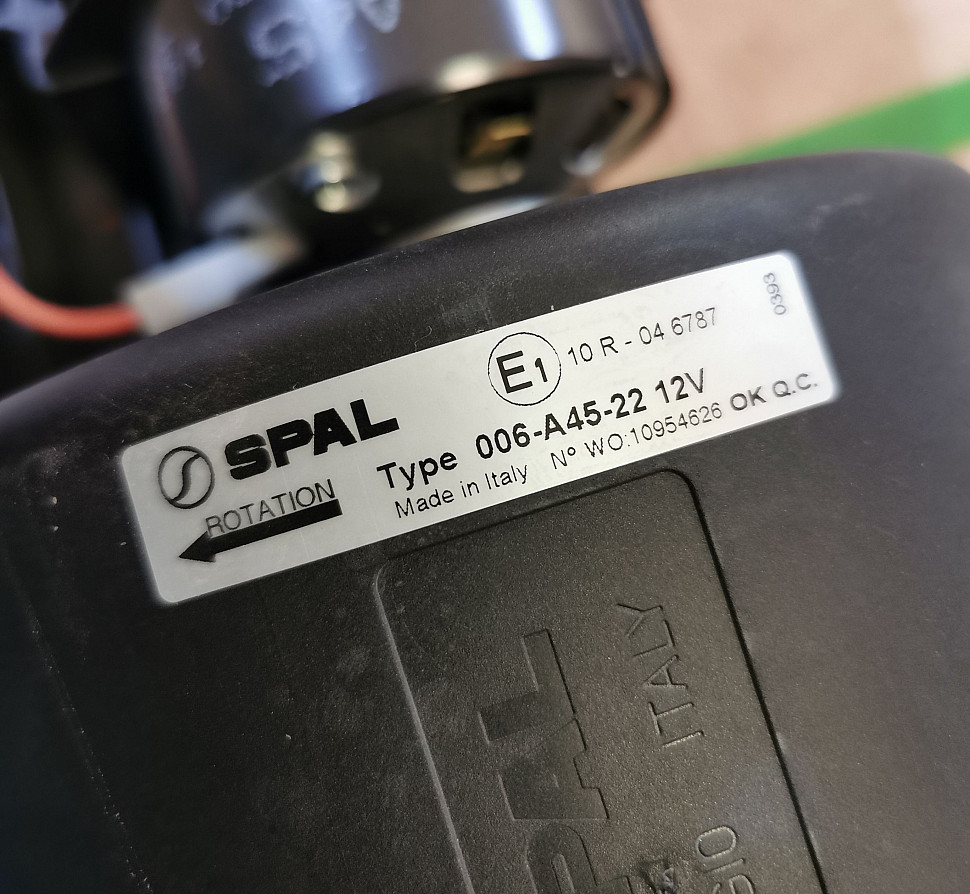 SPAL
E1 10 R - 04 6787
0393
Type 006-A45-22 12V
Made in Italy N° WO:10954626 OK Q.C.
ROTATION
ITALY